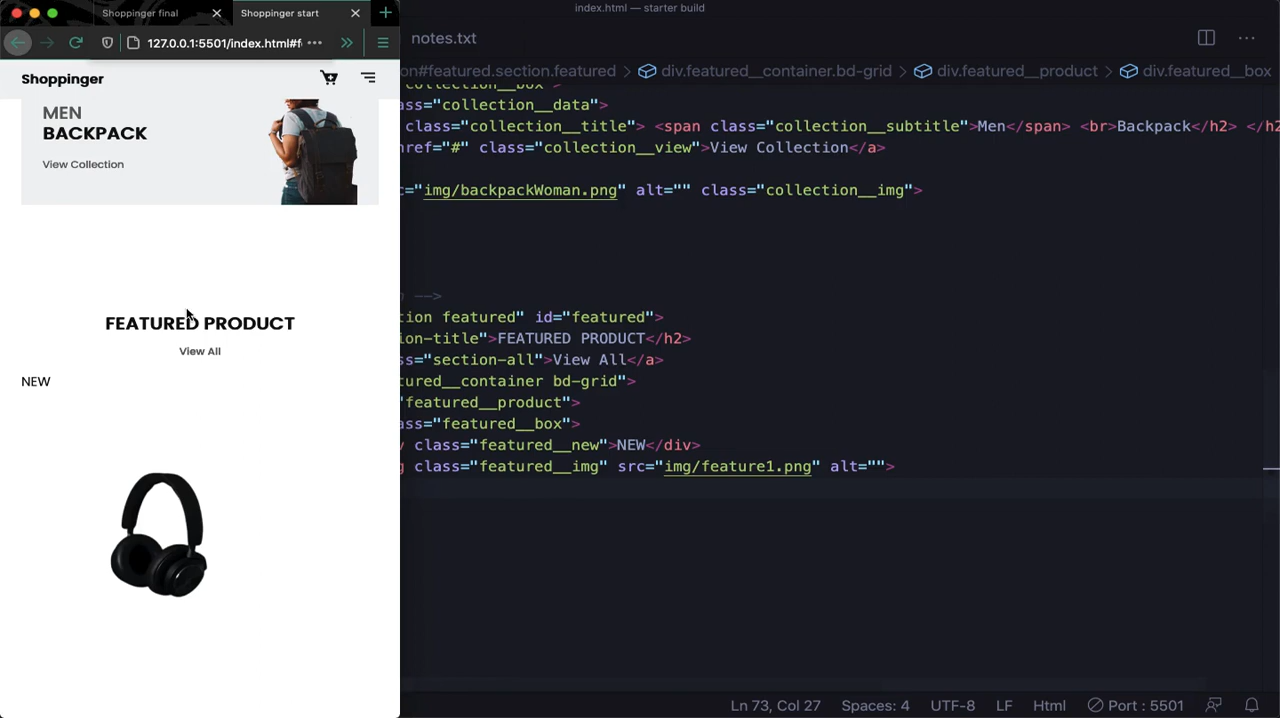 Shoppinger final
Shoppinger start
127.0.0.1:5501/index.html#f
Shoppinger
MEN
BACKPACK
View Collection
FEATURED PRODUCT
View All
NEW
index.html — starter build
notes.txt
on#featured.section.featured > div.featured__container.bd-grid > div.featured__product > div.featured__box
ollection__box">
ass="collection__data">
class="collection__title"> <span class="collection__subtitle">Men</span> <br>Backpack</h2> </h2
href="#" class="collection__view">View Collection</a>
c="img/backpackWoman.png" alt="" class="collection__img">
-->
tion featured" id="featured">
ion-title">FEATURED PRODUCT</h2>
ss="section-all">View All</a>
tured__container bd-grid">
"featured__product">
ass="featured__box">
v class="featured__new">NEW</div>
g class="featured__img" src="img/feature1.png" alt="">
Ln 73, Col 27 Spaces: 4 UTF-8 LF Html Port : 5501